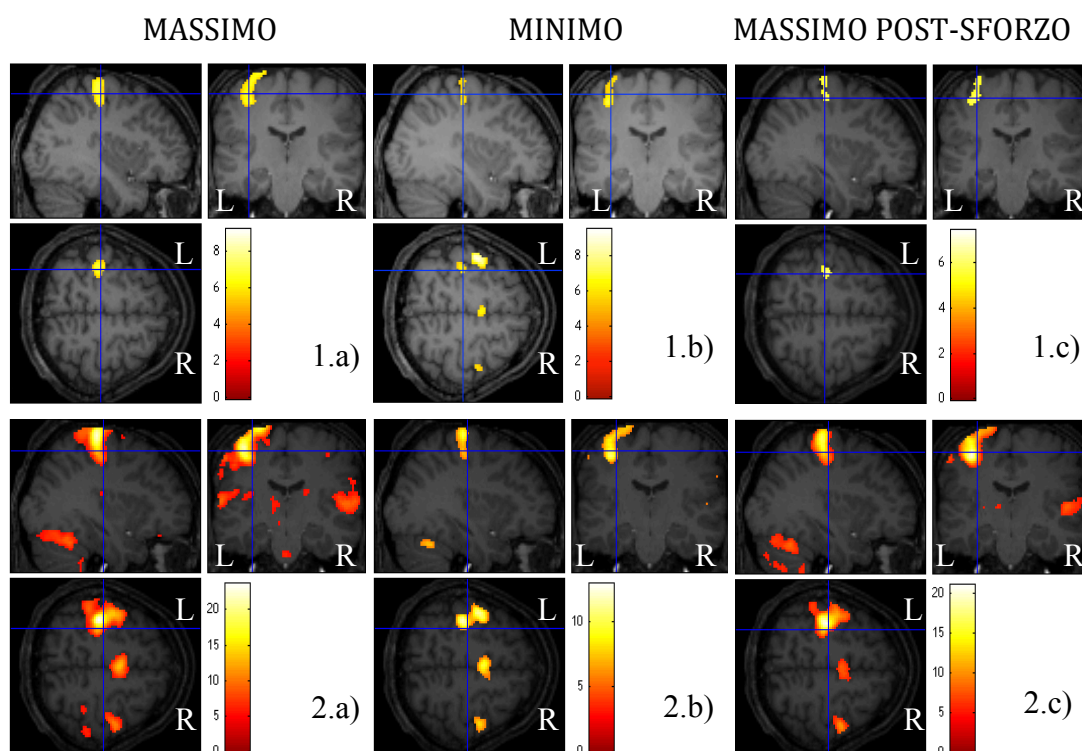 MASSIMO MINIMO MASSIMO POST-SFORZO
L R L R L R
L L L
8 8 6
6 6
4 4 4
2 2 2
0 0 0
R 1.a) R 1.b) R 1.c)
L R L R L R
L L L
20 20
15 10 15
10 10
5 5
5
0 0 0
R 2.a) R 2.b) R 2.c)